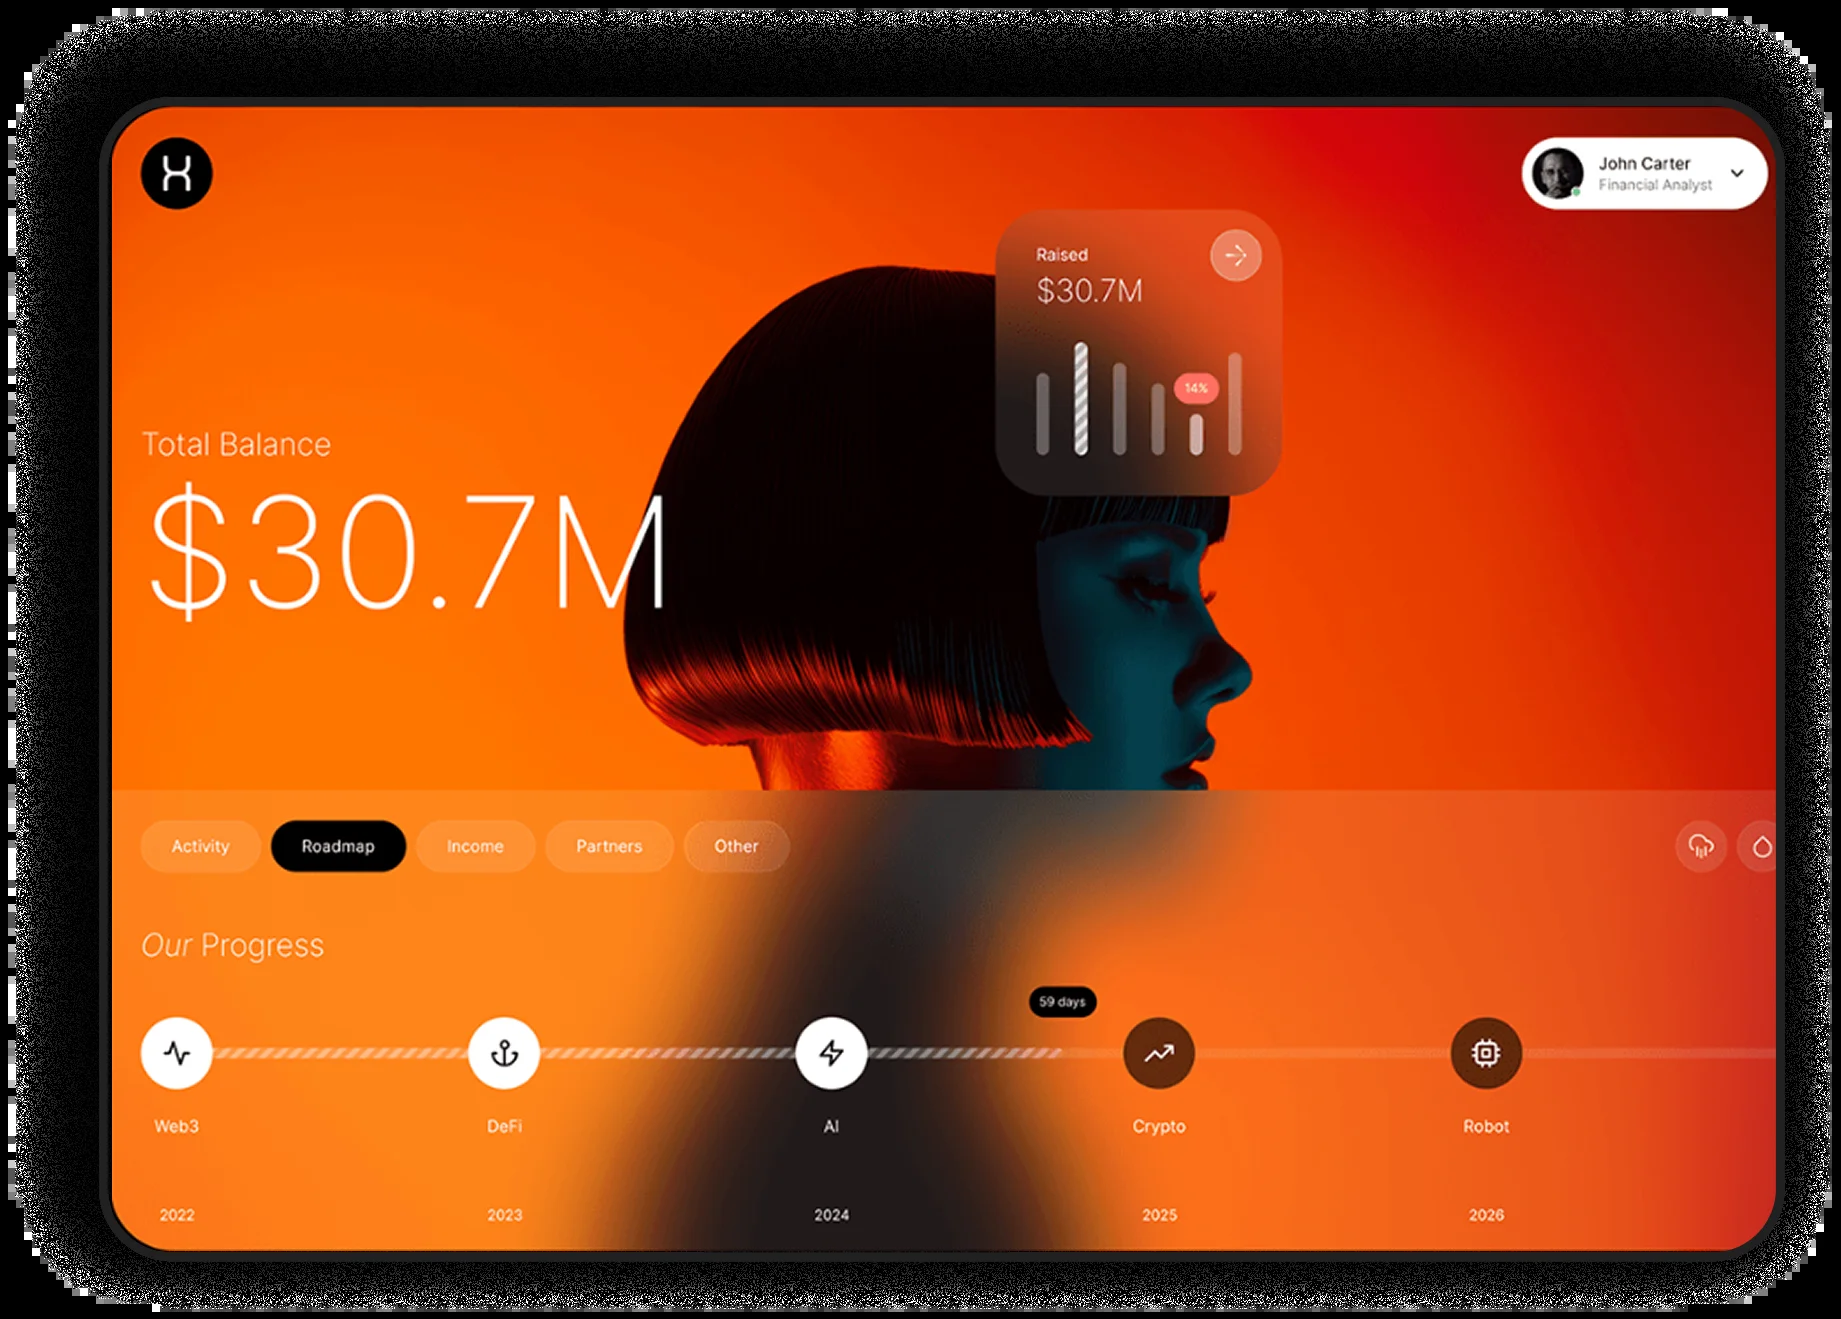 John Carter
Financial Analyst
Raised
$30.7M
14%
Total Balance
$30.7M
Activity
Roadmap
Income
Partners
Other
Our Progress
59 days
Web3
DeFi
AI
Crypto
Robot
2022
2023
2024
2025
2026